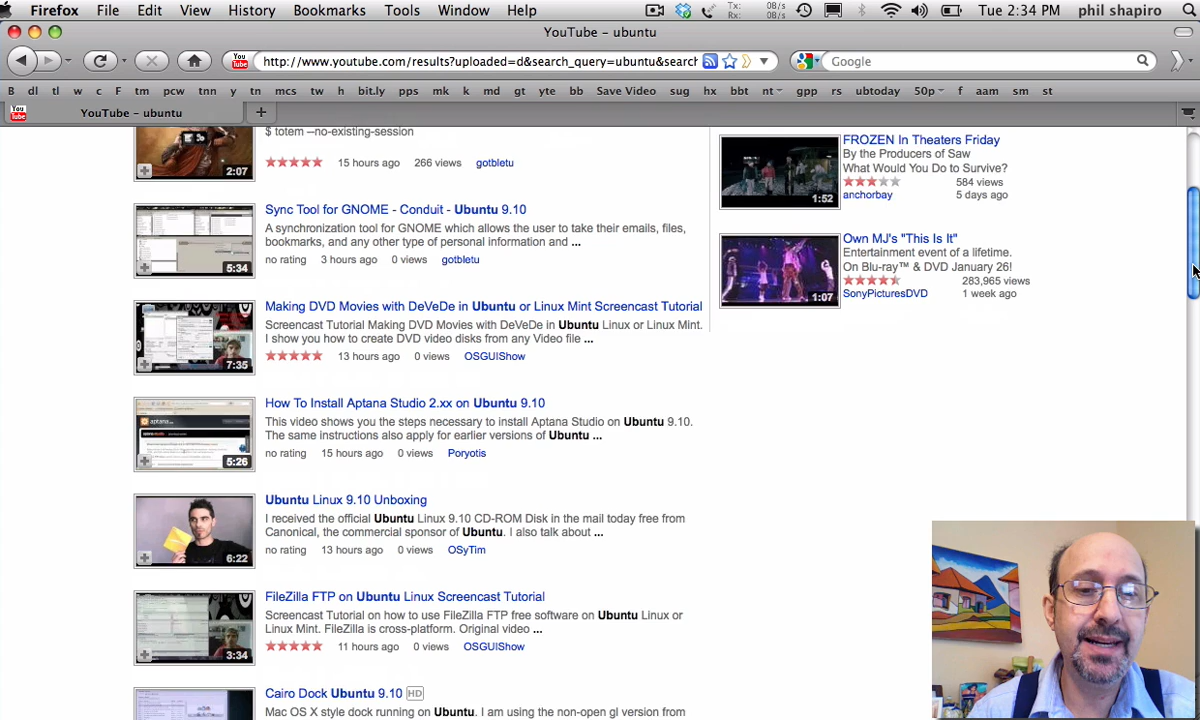 Firefox File Edit View History Bookmarks Tools Window Help Tx: 0B/s Rx: 0B/s Tue 2:34 PM phil shapiro
YouTube - ubuntu
You Tube http://www.youtube.com/results?uploaded=d&search_query=ubuntu&search Google
B dl tl w c F tm pcw tnn y tn mcs tw h bit.ly pps mk k md gt yte bb Save Video sug hx bbt nt gpp rs ubtoday 50p f aam sm st
You Tube YouTube - ubuntu
$ totem --no-existing-session
2:07 15 hours ago 266 views gotbletu
Sync Tool for GNOME - Conduit - Ubuntu 9.10
A synchronization tool for GNOME which allows the user to take their emails, files,
bookmarks, and any other type of personal information and ...
5:34 no rating 3 hours ago 0 views gotbletu
Making DVD Movies with DeVeDe in Ubuntu or Linux Mint Screencast Tutorial
Screencast Tutorial Making DVD Movies with DeVeDe in Ubuntu Linux or Linux Mint.
I show you how to create DVD video disks from any Video file ...
7:35 13 hours ago 0 views OSGUIShow
How To Install Aptana Studio 2.xx on Ubuntu 9.10
This video shows you the steps necessary to install Aptana Studio on Ubuntu 9.10.
The same instructions also apply for earlier versions of Ubuntu ...
aptana
5:26 no rating 15 hours ago 0 views Poryotis
Ubuntu Linux 9.10 Unboxing
I received the official Ubuntu Linux 9.10 CD-ROM Disk in the mail today free from
Canonical, the commercial sponsor of Ubuntu. I also talk about ...
6:22 no rating 13 hours ago 0 views OSyTim
FileZilla FTP on Ubuntu Linux Screencast Tutorial
Screencast Tutorial on how to use FileZilla FTP free software on Ubuntu Linux or
Linux Mint. FileZilla is cross-platform. Original video ...
3:34 11 hours ago 0 views OSGUIShow
Cairo Dock Ubuntu 9.10 HD
Mac OS X style dock running on Ubuntu. I am using the non-open gl version from
FROZEN In Theaters Friday
By the Producers of Saw
What Would You Do to Survive?
584 views
1:52 anchorbay 5 days ago
Own MJ's "This Is It"
Entertainment event of a lifetime.
On Blu-ray™ & DVD January 26!
283,965 views
1:07 SonyPicturesDVD 1 week ago